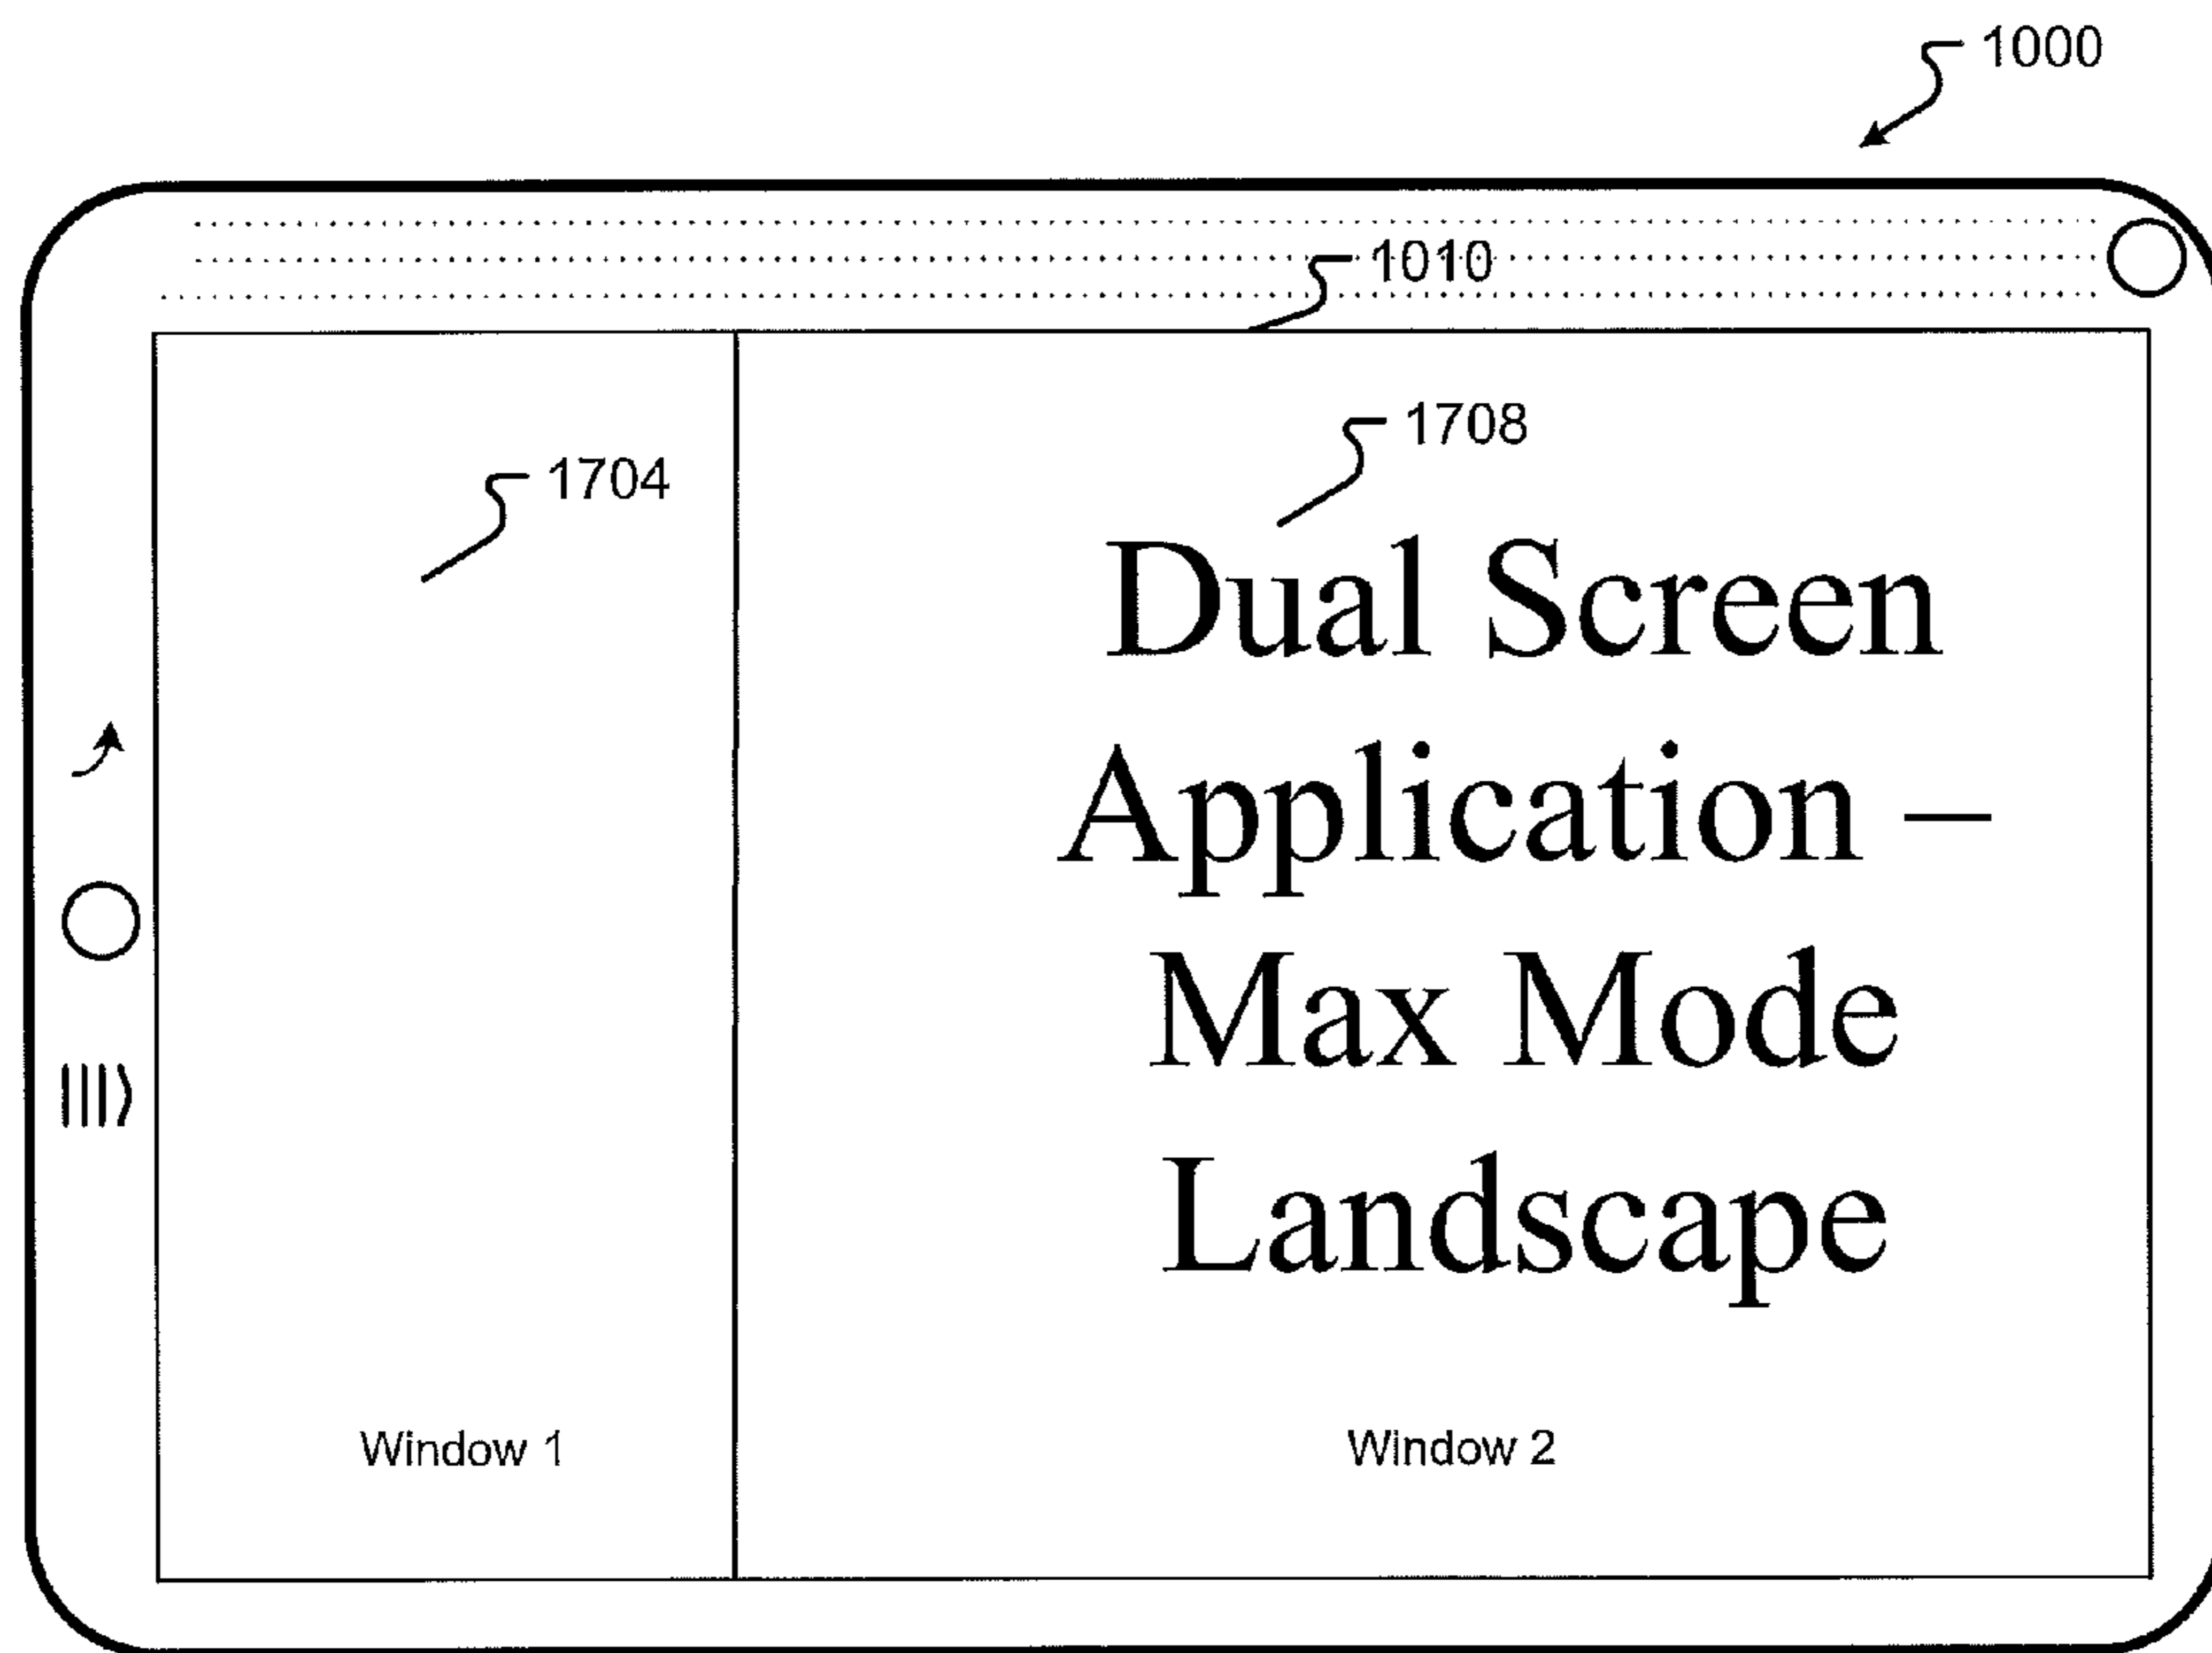 1000
1010
1704
1708
Dual Screen
Application –
Max Mode
Landscape
Window 1
Window 2